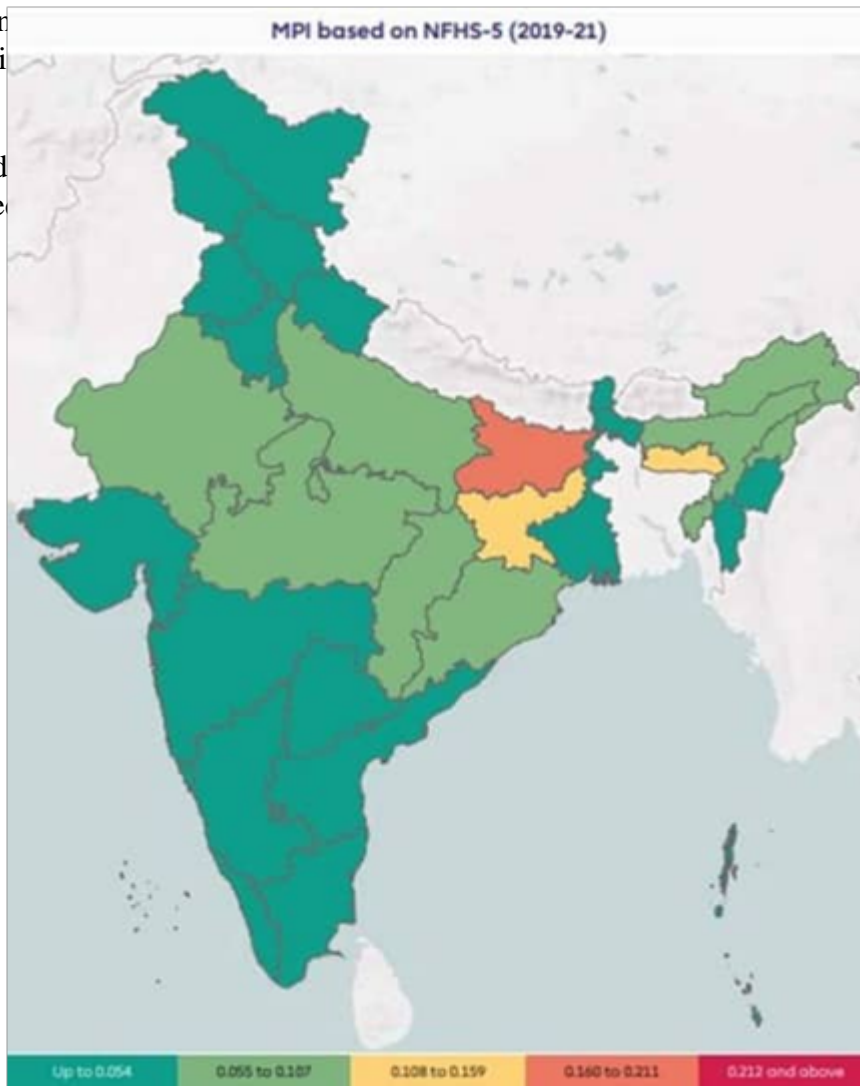 MPI based on NFHS-5 (2019-21)
Up to 0.054
0.055 to 0.107
0.108 to 0.159
0.160 to 0.211
0.212 and above